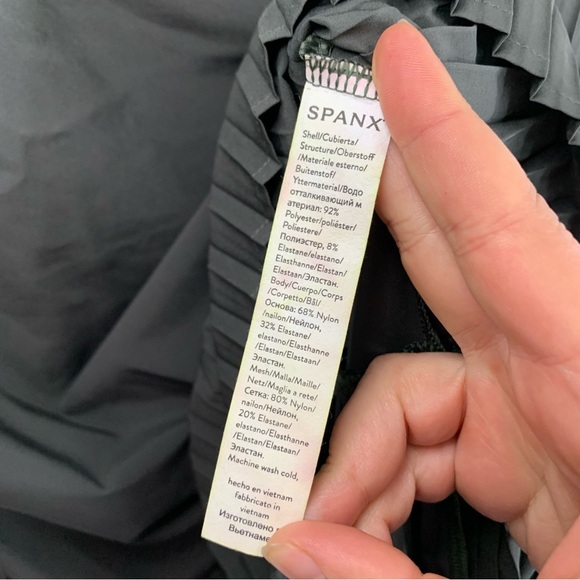 SPANX
Shell/Cubierta/
Structure/Oberstoff
/Materiale esterno/
Buitenstof/
Yttermaterial/Водо
отталкивающий м
атериал: 92%
Polyester/poliéster/
Poliestere/
Полиэстер, 8%
Elastane/elastano/
Elasthanne/Elastan/
Elastaan/Эластан.
Body/Cuerpo/Corps
/Corpetto/Bål/
Основа: 68% Nylon
/nailon/Нейлон,
32% Elastane/
elastano/Elasthanne
/Elastan/Elastaan/
Эластан.
Mesh/Malla/Maille/
Netz/Maglia a rete/
Сетка: 80% Nylon/
nailon/Нейлон,
20% Elastane/
elastano/Elasthanne
/Elastan/Elastaan/
Эластан.
Machine wash cold,
hecho en vietnam
fabbricato in
vietnam
Изготовлено